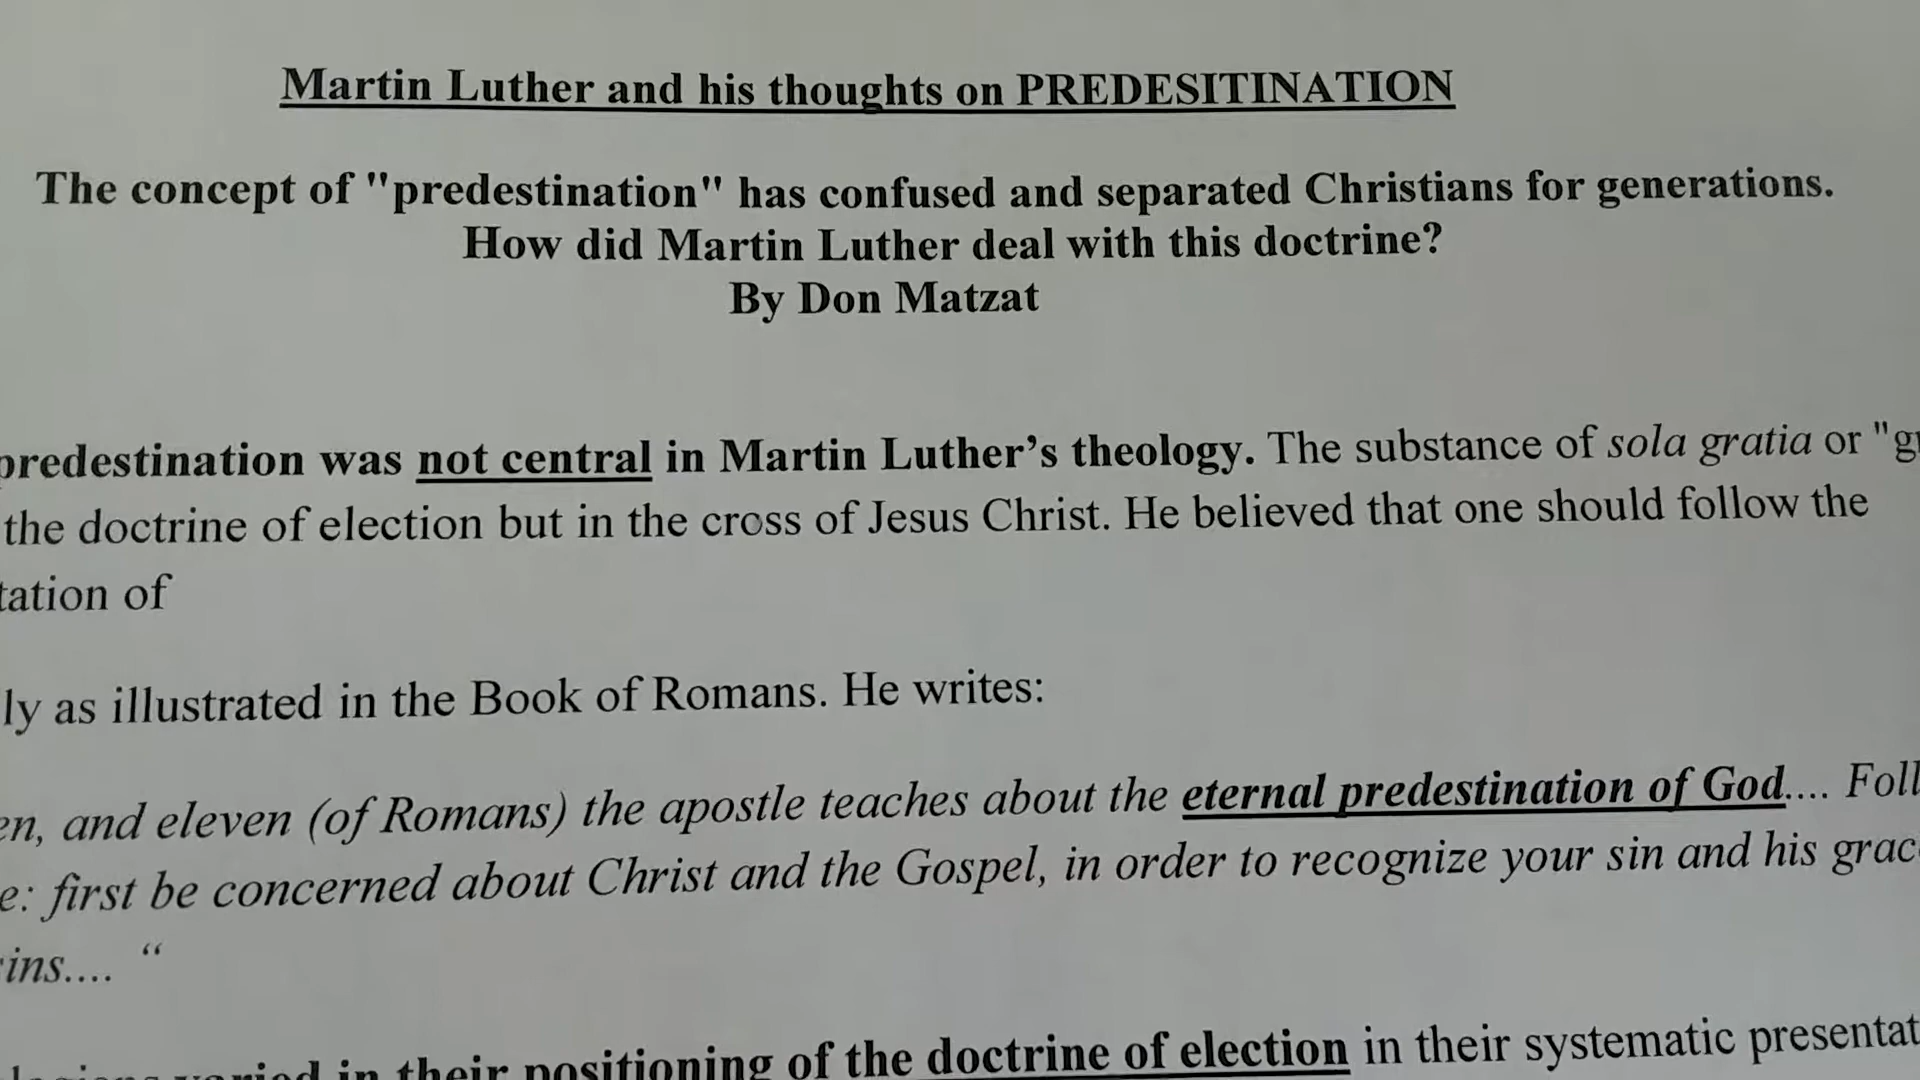 Martin Luther and his thoughts on PREDESITINATION
The concept of "predestination" has confused and separated Christians for generations.
How did Martin Luther deal with this doctrine?
By Don Matzat
predestination was not central in Martin Luther’s theology. The substance of sola gratia or "g
the doctrine of election but in the cross of Jesus Christ. He believed that one should follow the
tation of
ly as illustrated in the Book of Romans. He writes:
en, and eleven (of Romans) the apostle teaches about the eternal predestination of God.... Foll
e: first be concerned about Christ and the Gospel, in order to recognize your sin and his grac
ins.... “
varied in their positioning of the doctrine of election in their systematic presentat